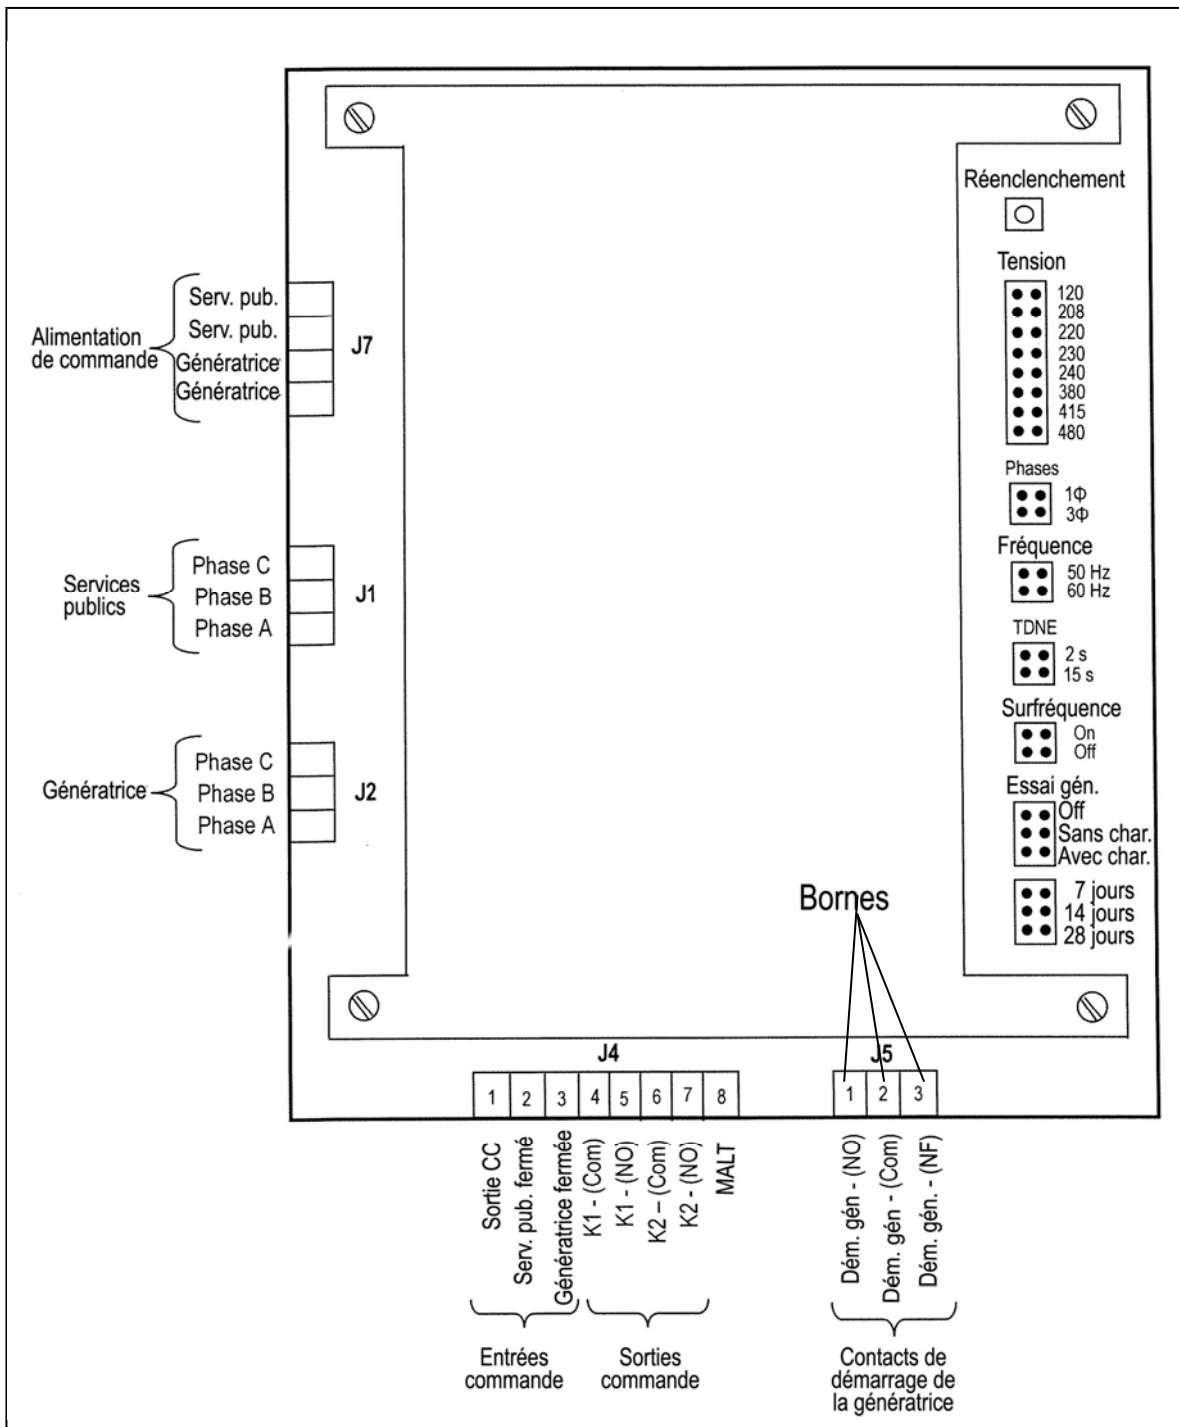 Réenclenchement
Tension
120
208
220
230
240
380
415
480
Phases
1Φ
3Φ
Fréquence
50 Hz
60 Hz
TDNE
2 s
15 s
Surfréquence
On
Off
Essai gén.
Off
Sans char.
Avec char.
7 jours
14 jours
28 jours
Alimentation
de commande
Serv. pub.
Serv. pub.
Génératrice
Génératrice
J7
Services
publics
Phase C
Phase B
Phase A
J1
Génératrice
Phase C
Phase B
Phase A
J2
Bornes
J4
1 2 3 4 5 6 7 8
Sortie CC
Serv. pub. fermé
Génératrice fermée
K1 - (Com)
K1 - (NO)
K2 – (Com)
K2 - (NO)
MALT
Entrées
commande
Sorties
commande
J5
1 2 3
Dém. gén - (NO)
Dém. gén - (Com)
Dém. gén. - (NF)
Contacts de
démarrage de
la génératrice